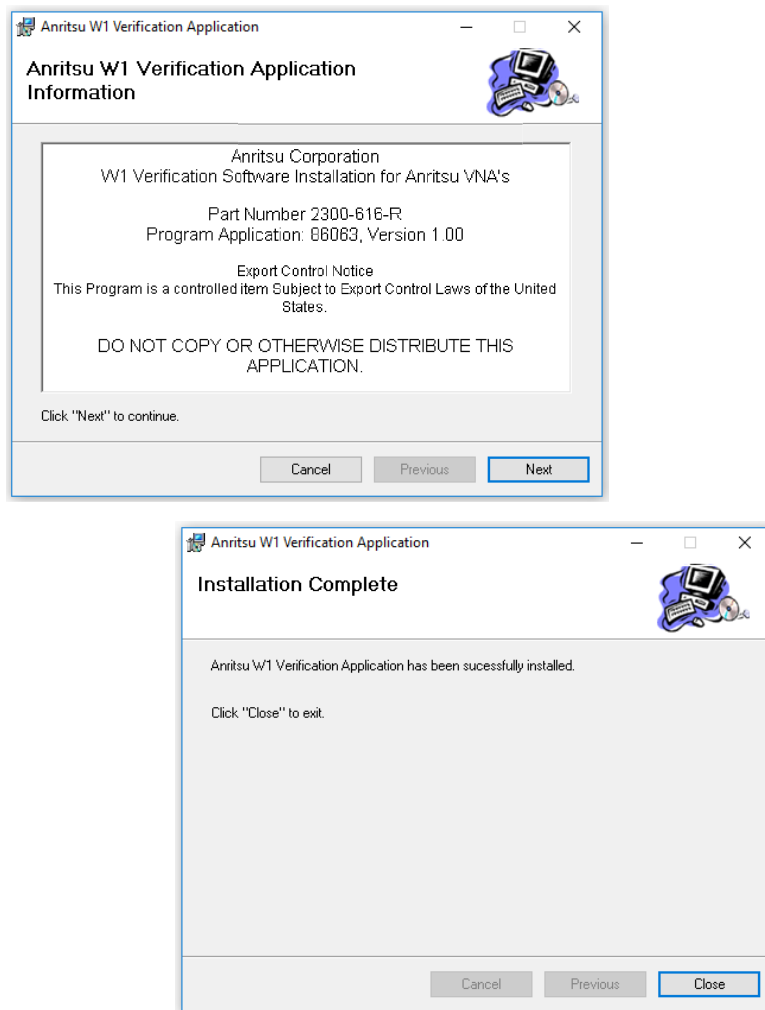 Anritsu W1 Verification Application
Anritsu W1 Verification Application
Information
Anritsu Corporation
W1 Verification Software Installation for Anritsu VNA's
Part Number 2300-616-R
Program Application: 86063, Version 1.00
Export Control Notice
This Program is a controlled item Subject to Export Control Laws of the United
States.
DO NOT COPY OR OTHERWISE DISTRIBUTE THIS
APPLICATION.
Click "Next" to continue.
Cancel Previous Next
Anritsu W1 Verification Application
Installation Complete
Anritsu W1 Verification Application has been sucessfully installed.
Click "Close" to exit.
Cancel Previous Close